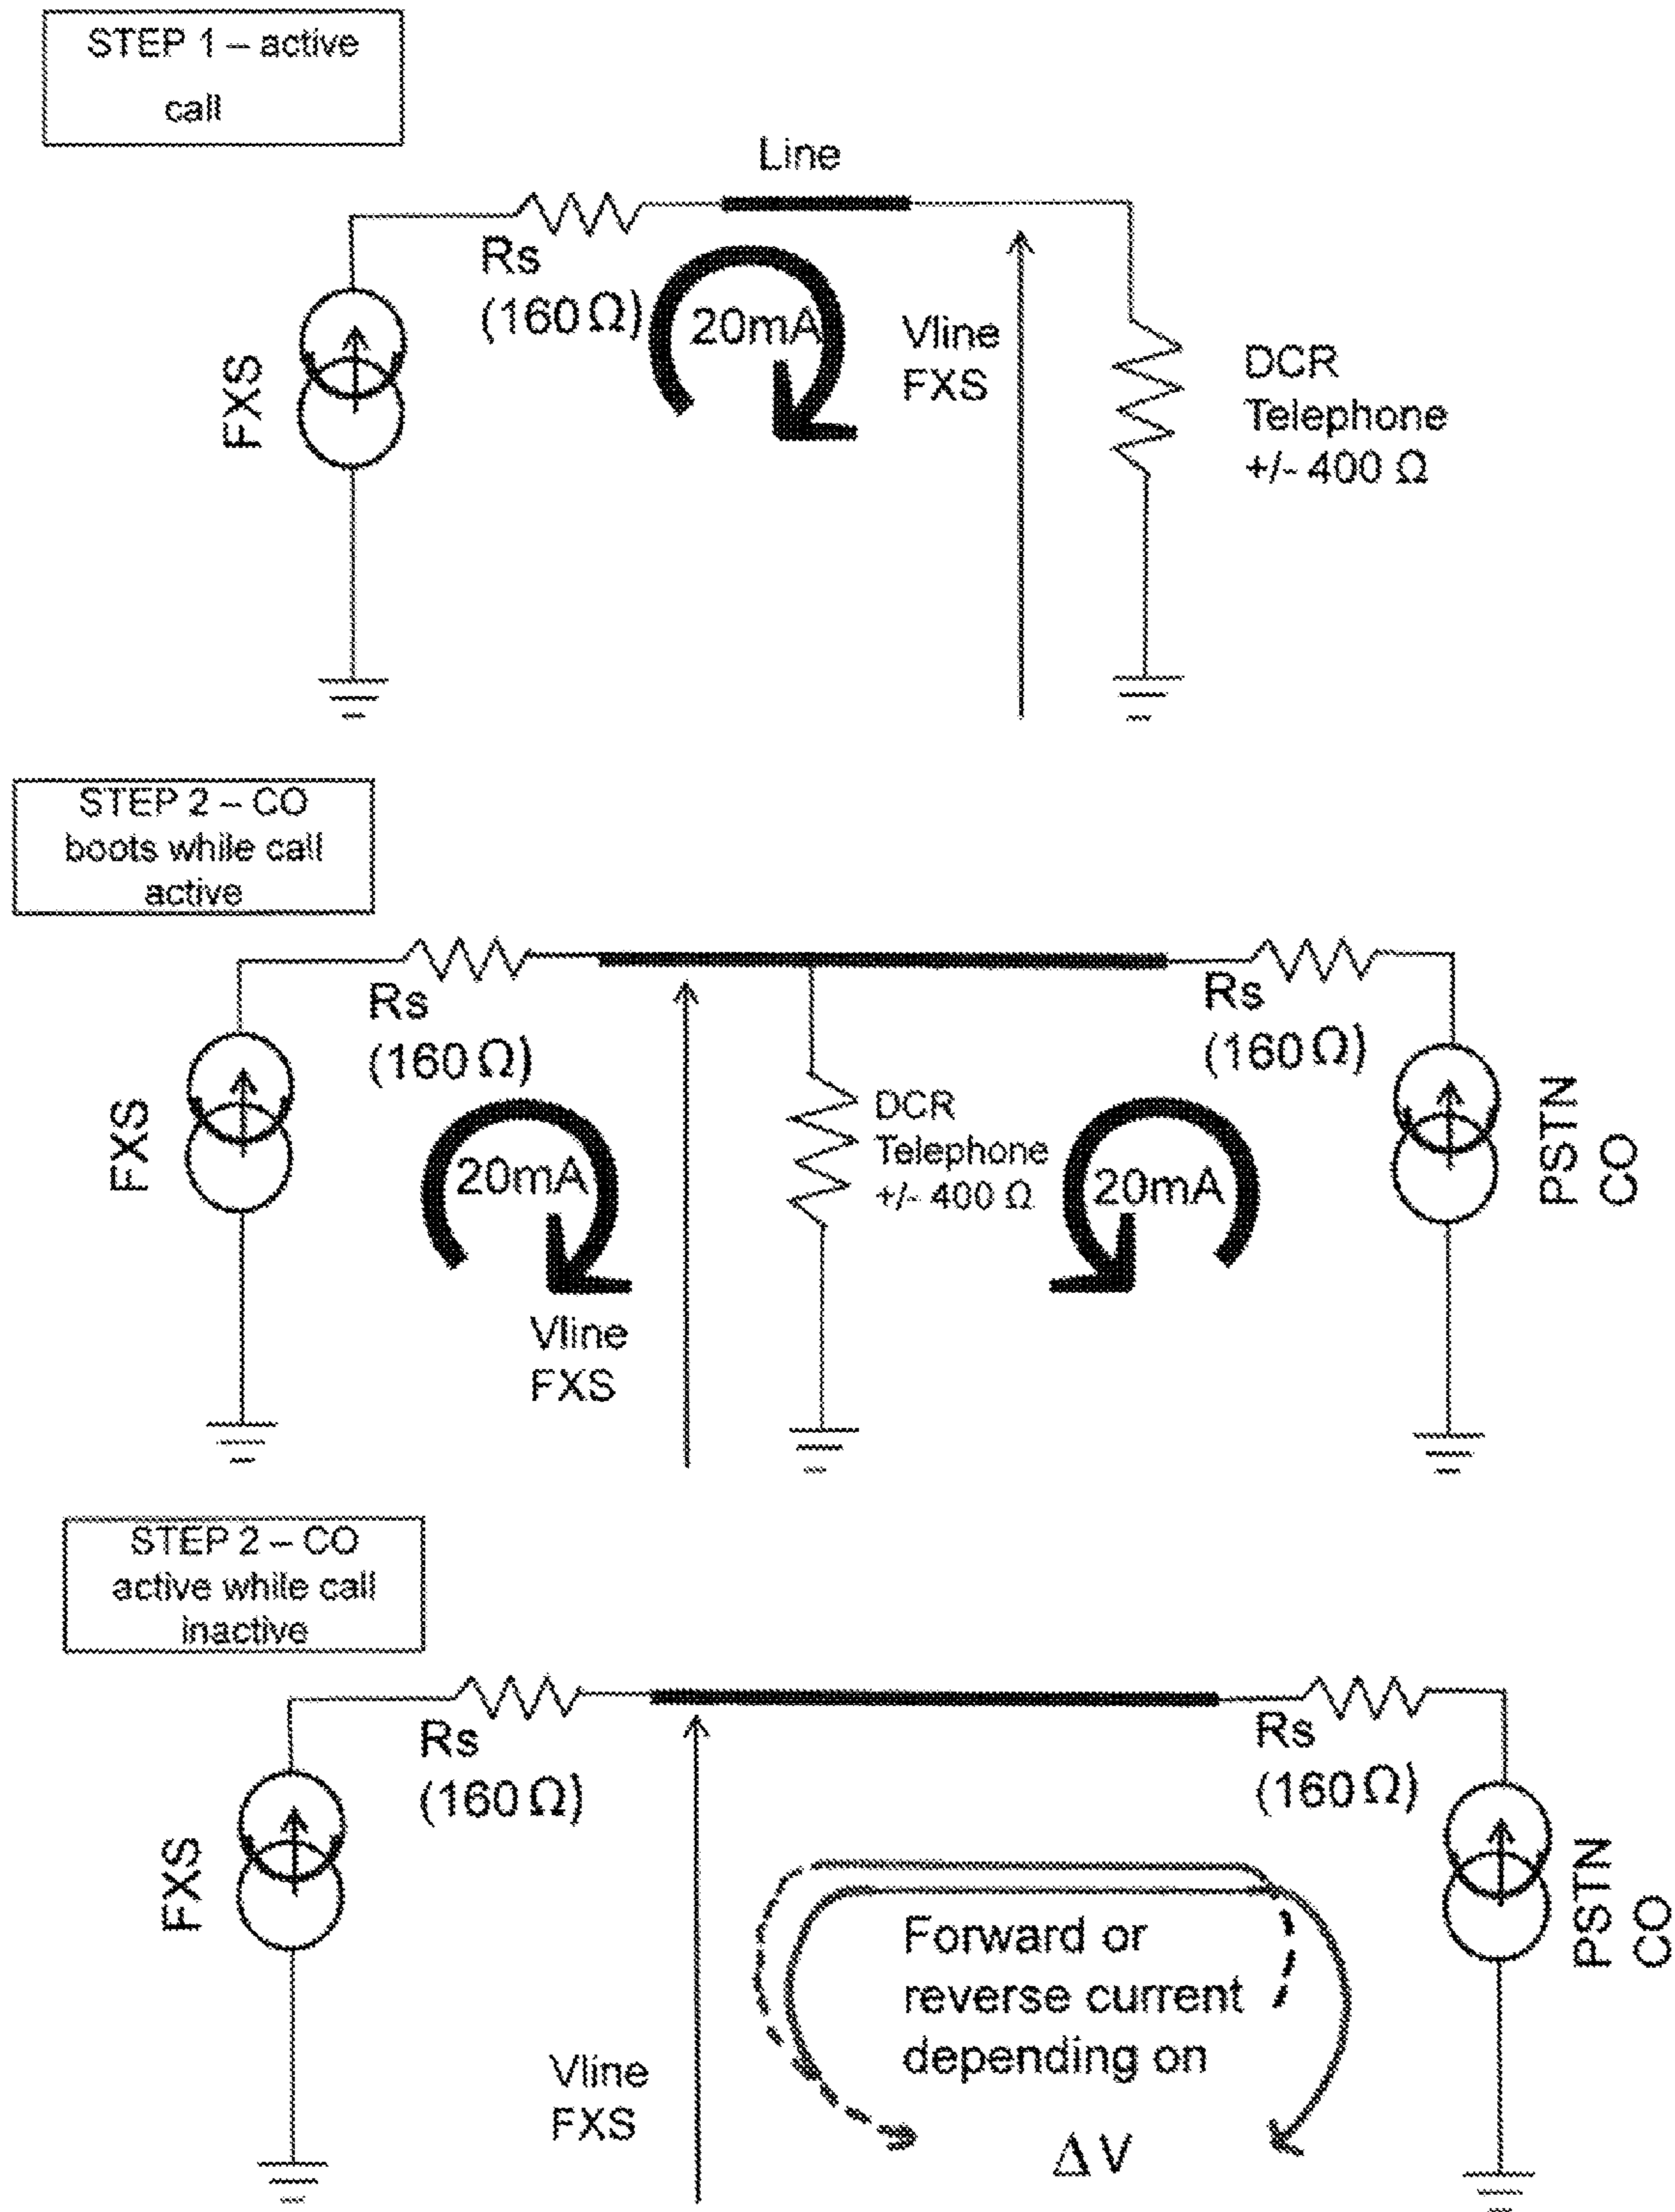 STEP 1 – active
call
Line
Rs
(160 Ω)
20mA
Vline
FXS
FXS
DCR
Telephone
+/- 400 Ω
STEP 2 – CO
boots while call
active
Rs
(160 Ω)
Rs
(160 Ω)
FXS
20mA
DCR
Telephone
+/- 400 Ω
20mA
PSTN
CO
Vline
FXS
STEP 2 – CO
active while call
inactive
Rs
(160 Ω)
Rs
(160 Ω)
FXS
Forward or
reverse current
depending on
Δ V
PSTN
CO
Vline
FXS